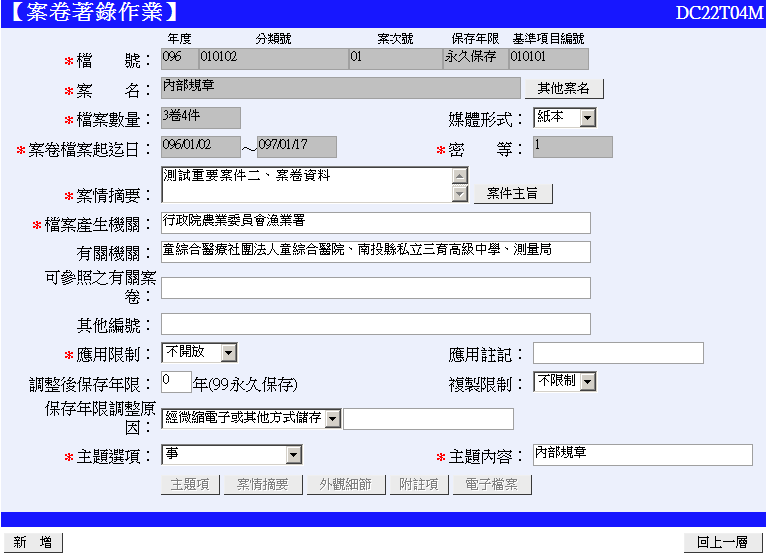 【案卷著錄作業】 DC22T04M
年度 分類號 案次號 保存年限 基準項目編號
*檔 號： 096 010102 01 永久保存 010101
*案 名： 內部規章 其他案名
*檔案數量： 3卷4件 媒體形式： 紙本
*案卷檔案起迄日： 096/01/02 ～ 097/01/17 *密 等： 1
*案情摘要： 測試重要案件二、案卷資料 案件主旨
*檔案產生機關： 行政院農業委員會漁業署
有關機關： 童綜合醫療社團法人童綜合醫院、南投縣私立三育高級中學、測量局
可參照之有關案
卷：
其他編號：
*應用限制： 不開放 應用註記：
調整後保存年限： 0 年(99永久保存) 複製限制： 不限制
保存年限調整原
因： 經微縮電子或其他方式儲存
*主題選項： 事 *主題內容： 內部規章
主題項 案情摘要 外觀細節 附註項 電子檔案
新 增 回上一層